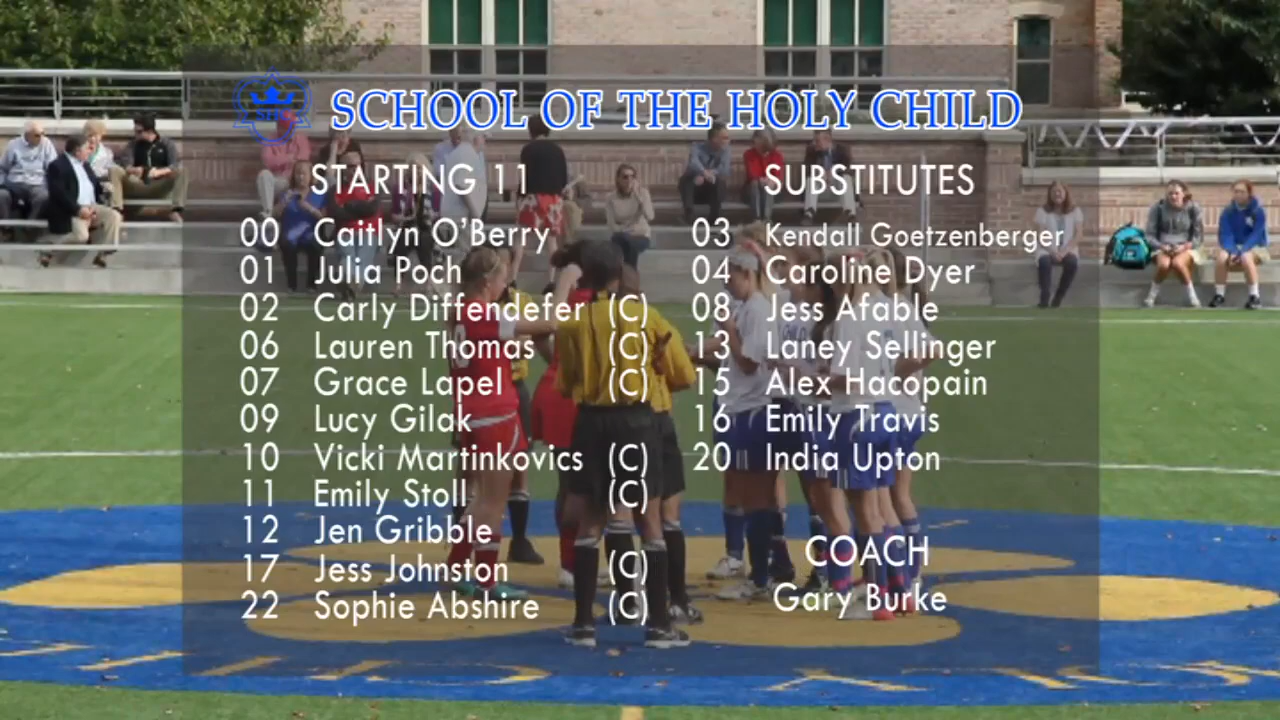 SCHOOL OF THE HOLY CHILD
STARTING 11
00 Caitlyn O'Berry
01 Julia Poch
02 Carly Diffendefer (C)
06 Lauren Thomas (C)
07 Grace Lapel (C)
09 Lucy Gilak
10 Vicki Martinkovics (C)
11 Emily Stoll (C)
12 Jen Gribble
17 Jess Johnston (C)
22 Sophie Abshire (C)
SUBSTITUTES
03 Kendall Goetzenberger
04 Caroline Dyer
08 Jess Afable
13 Laney Sellinger
15 Alex Hacopain
16 Emily Travis
20 India Upton
COACH
Gary Burke